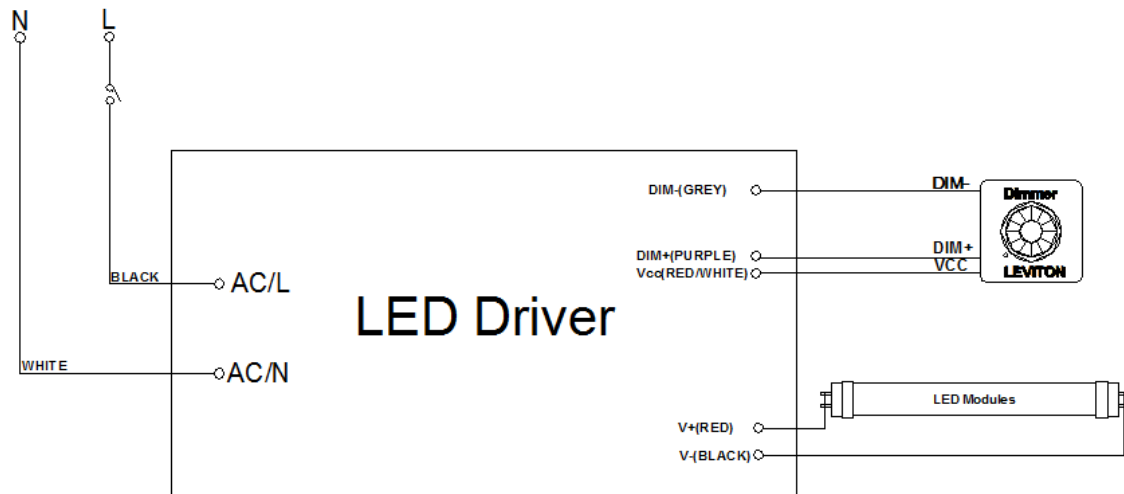 N
L
DIM-(GREY)
DIM-
Dimmer
DIM+(PURPLE)
DIM+
Vcc(RED/WHITE)
VCC
LEVITON
BLACK
AC/L
LED Driver
WHITE
AC/N
LED Modules
V+(RED)
V-(BLACK)